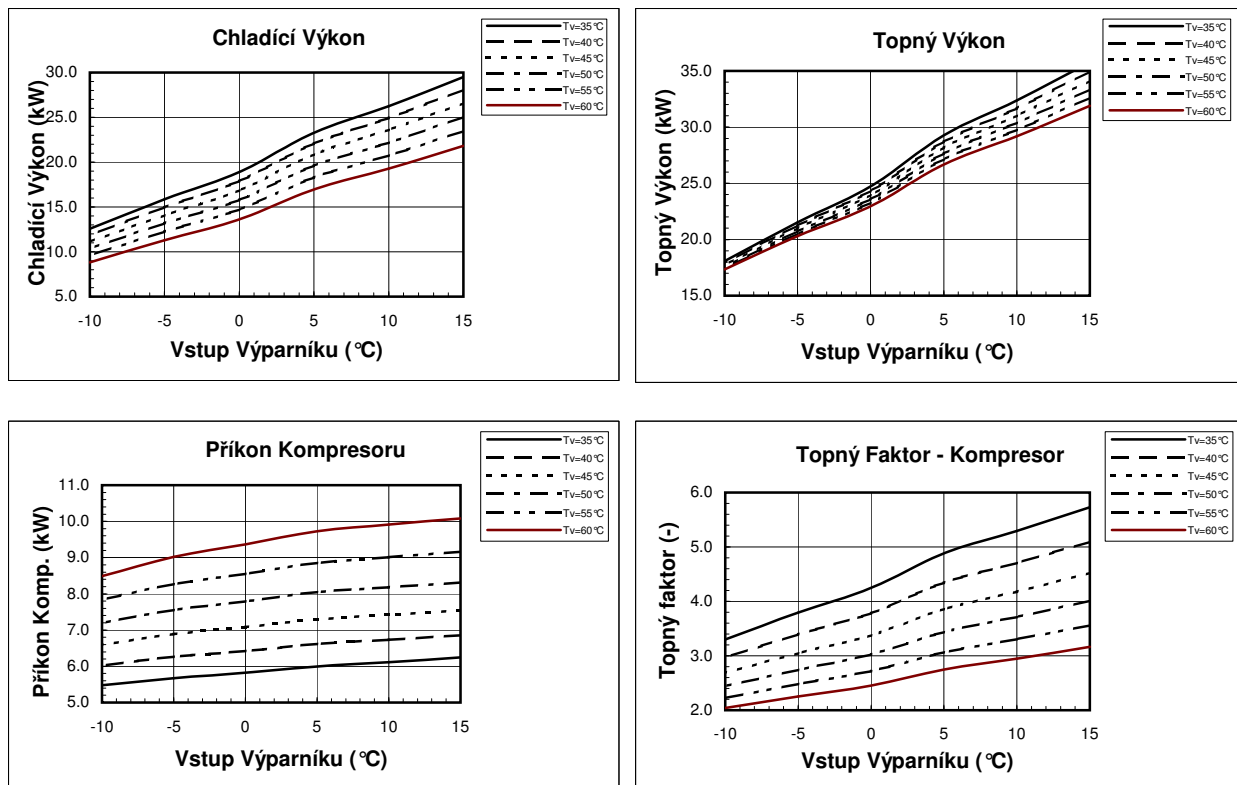 Chladící Výkon
Tv=35°C
Tv=40°C
Tv=45°C
Tv=50°C
Tv=55°C
Tv=60°C
Chladící Výkon (kW)
30.0
25.0
20.0
15.0
10.0
5.0
-10 -5 0 5 10 15
Vstup Výparníku (°C)
Topný Výkon
Tv=35°C
Tv=40°C
Tv=45°C
Tv=50°C
Tv=55°C
Tv=60°C
Topný Výkon (kW)
35.0
30.0
25.0
20.0
15.0
-10 -5 0 5 10 15
Vstup Výparníku (°C)
Příkon Kompresoru
Tv=35°C
Tv=40°C
Tv=45°C
Tv=50°C
Tv=55°C
Tv=60°C
Příkon Komp. (kW)
11.0
10.0
9.0
8.0
7.0
6.0
5.0
-10 -5 0 5 10 15
Vstup Výparníku (°C)
Topný Faktor - Kompresor
Tv=35°C
Tv=40°C
Tv=45°C
Tv=50°C
Tv=55°C
Tv=60°C
Topný faktor (-)
6.0
5.0
4.0
3.0
2.0
-10 -5 0 5 10 15
Vstup Výparníku (°C)